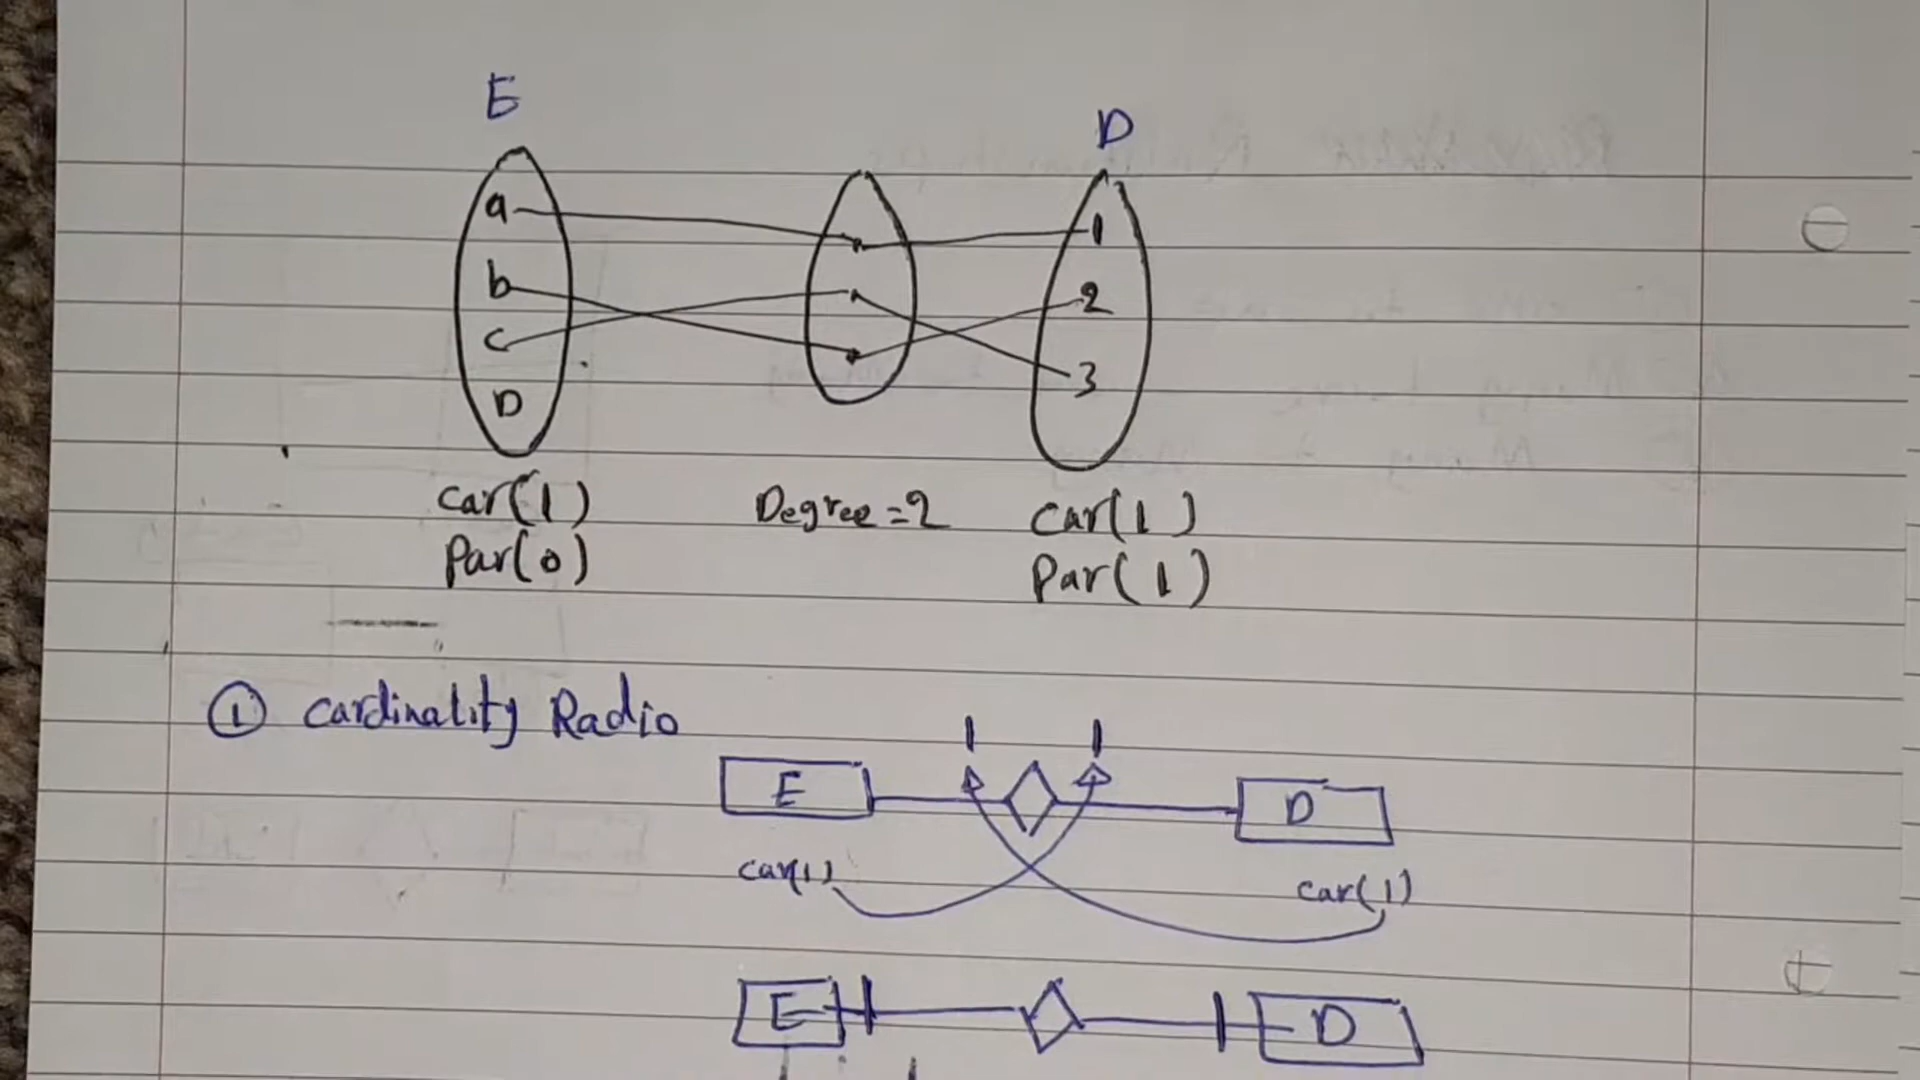 E
D
a
b
c
D
1
2
3
Car(1)
Par(0)
Degree=2
Car(1)
Par(1)
① Cardinality Radio
1 1
E D
car(1) car(1)
E D